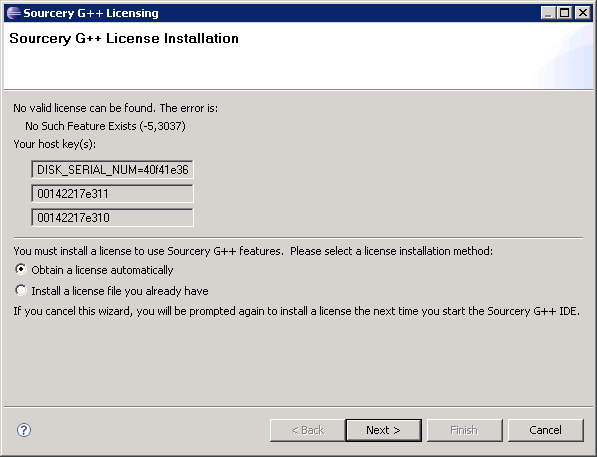 Sourcery G++ Licensing
Sourcery G++ License Installation
No valid license can be found. The error is:
No Such Feature Exists (-5,3037)
Your host key(s):
DISK_SERIAL_NUM=40f41e36
00142217e311
00142217e310
You must install a license to use Sourcery G++ features.  Please select a license installation method:
Obtain a license automatically
Install a license file you already have
If you cancel this wizard, you will be prompted again to install a license the next time you start the Sourcery G++ IDE.
?
< Back
Next >
Finish
Cancel